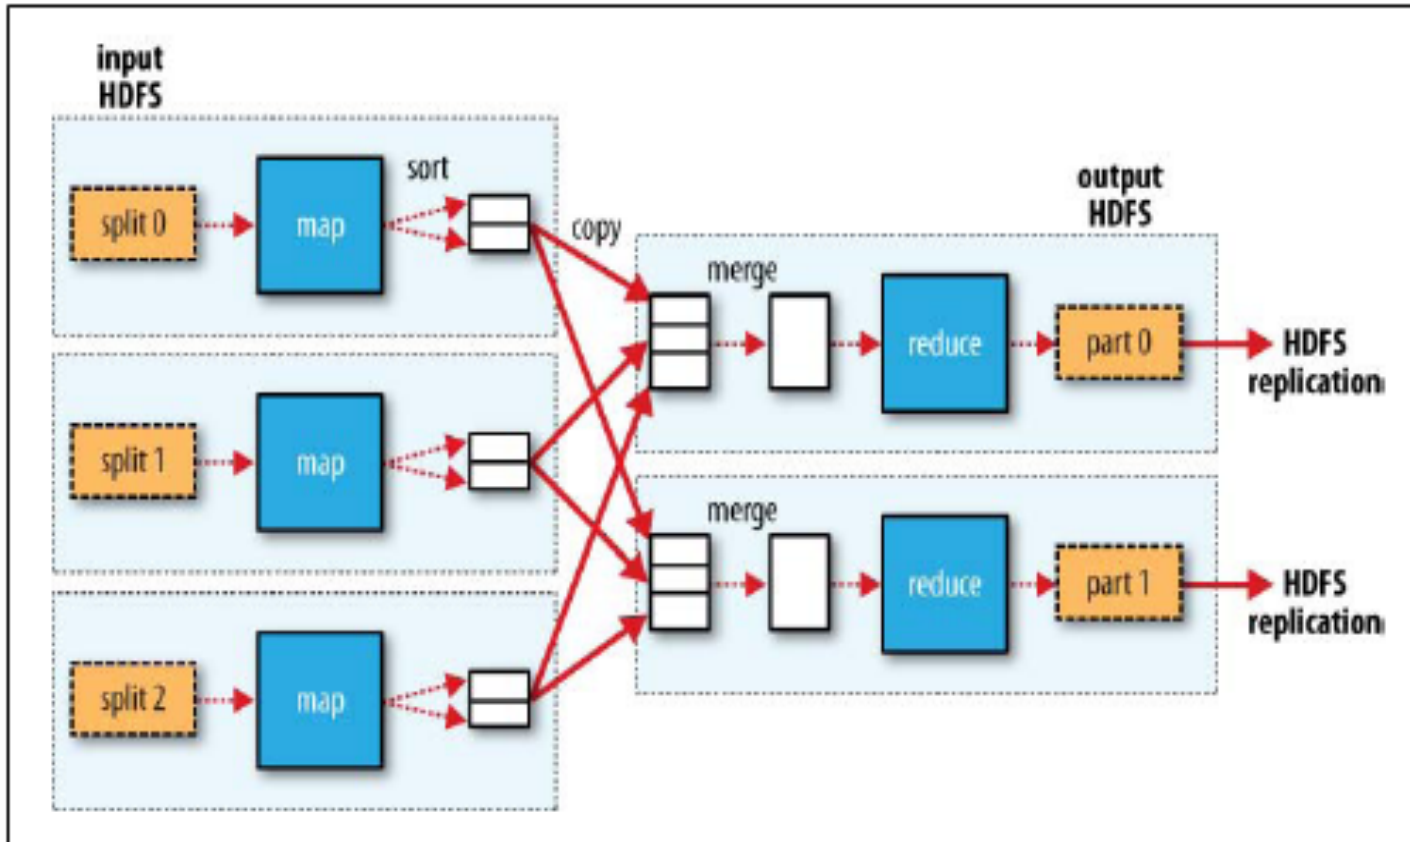 input
HDFS
split 0
map
sort
copy
split 1
map
split 2
map
output
HDFS
merge
reduce
part 0
HDFS
replication
merge
reduce
part 1
HDFS
replication